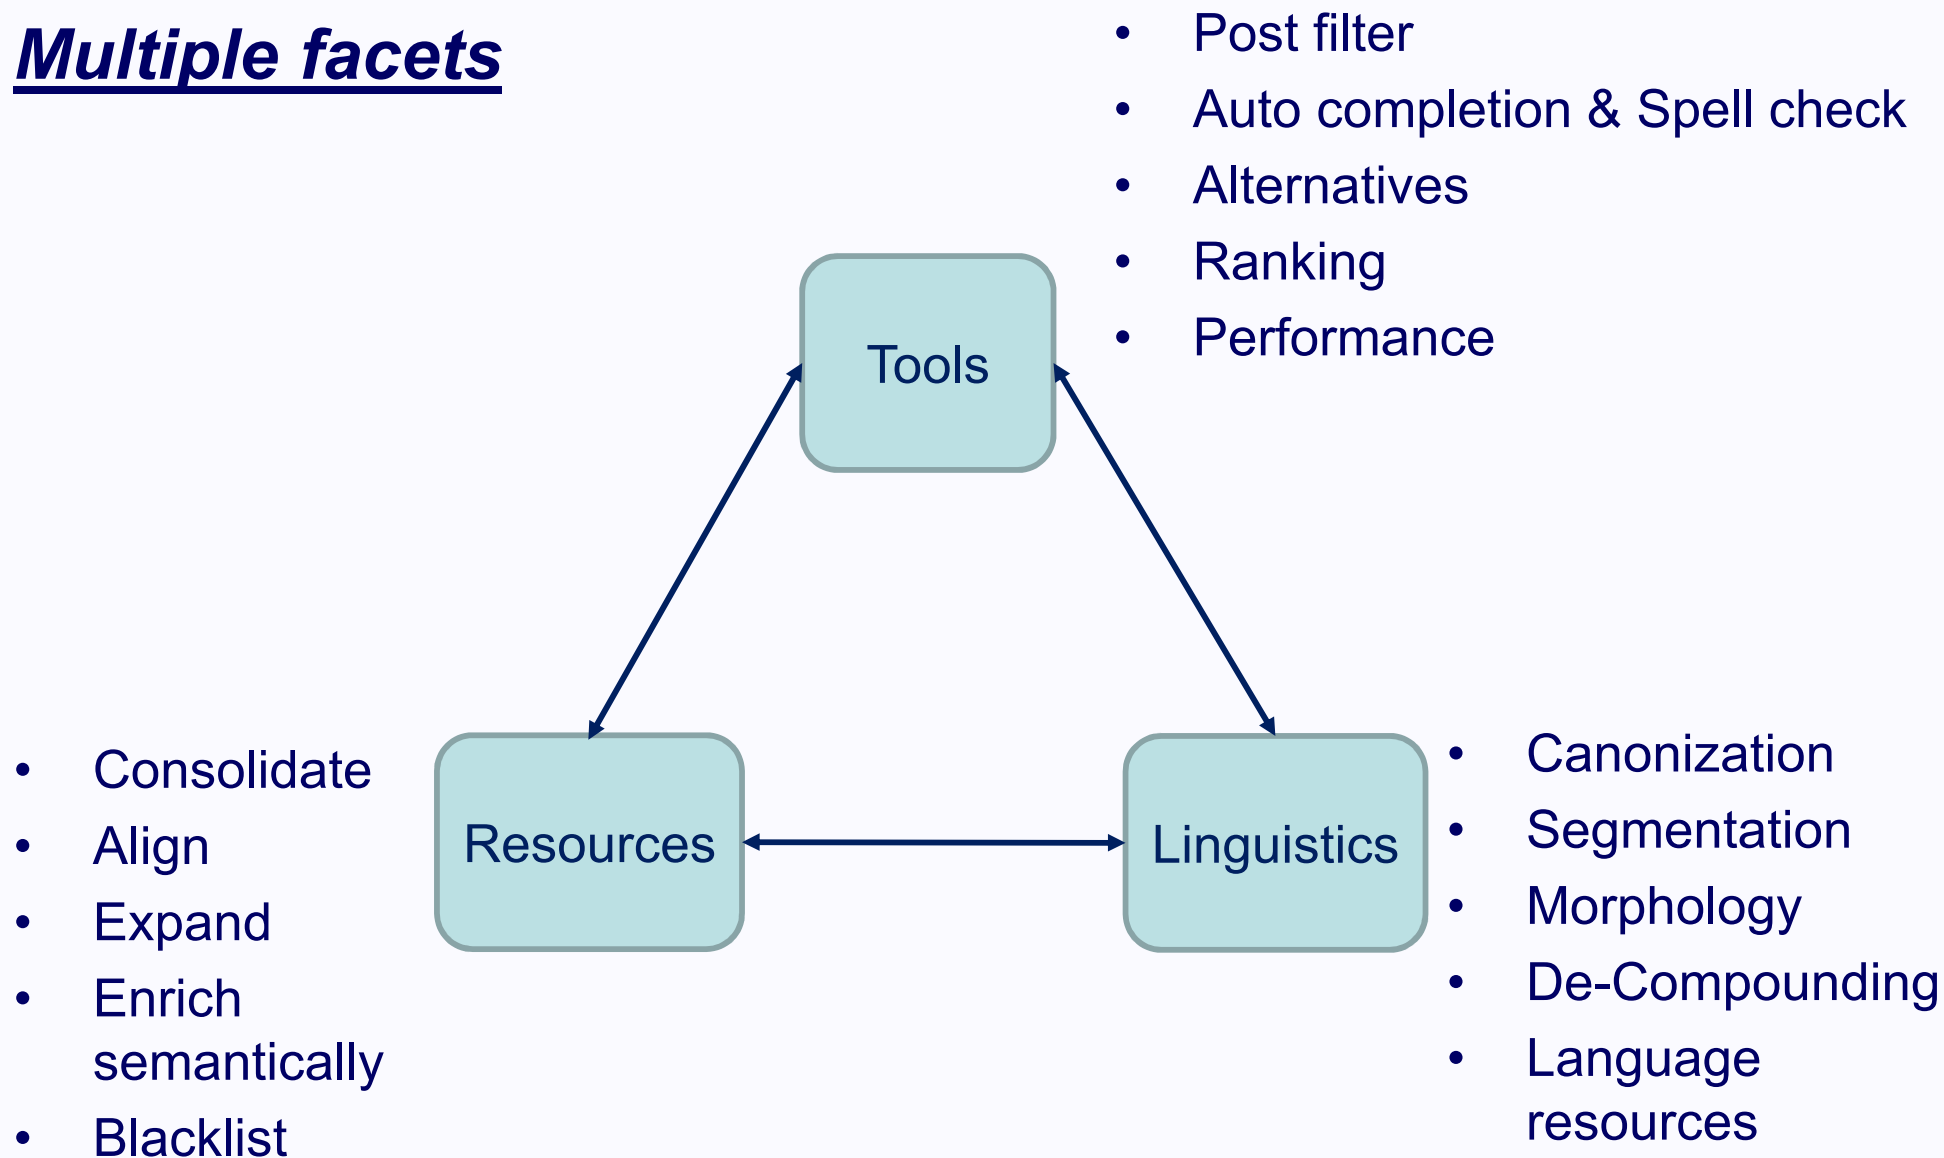 Multiple facets
• Post filter
• Auto completion & Spell check
• Alternatives
• Ranking
• Performance
Tools
• Consolidate
• Align
• Expand
• Enrich
semantically
• Blacklist
Resources
Linguistics
• Canonization
• Segmentation
• Morphology
• De-Compounding
• Language
resources